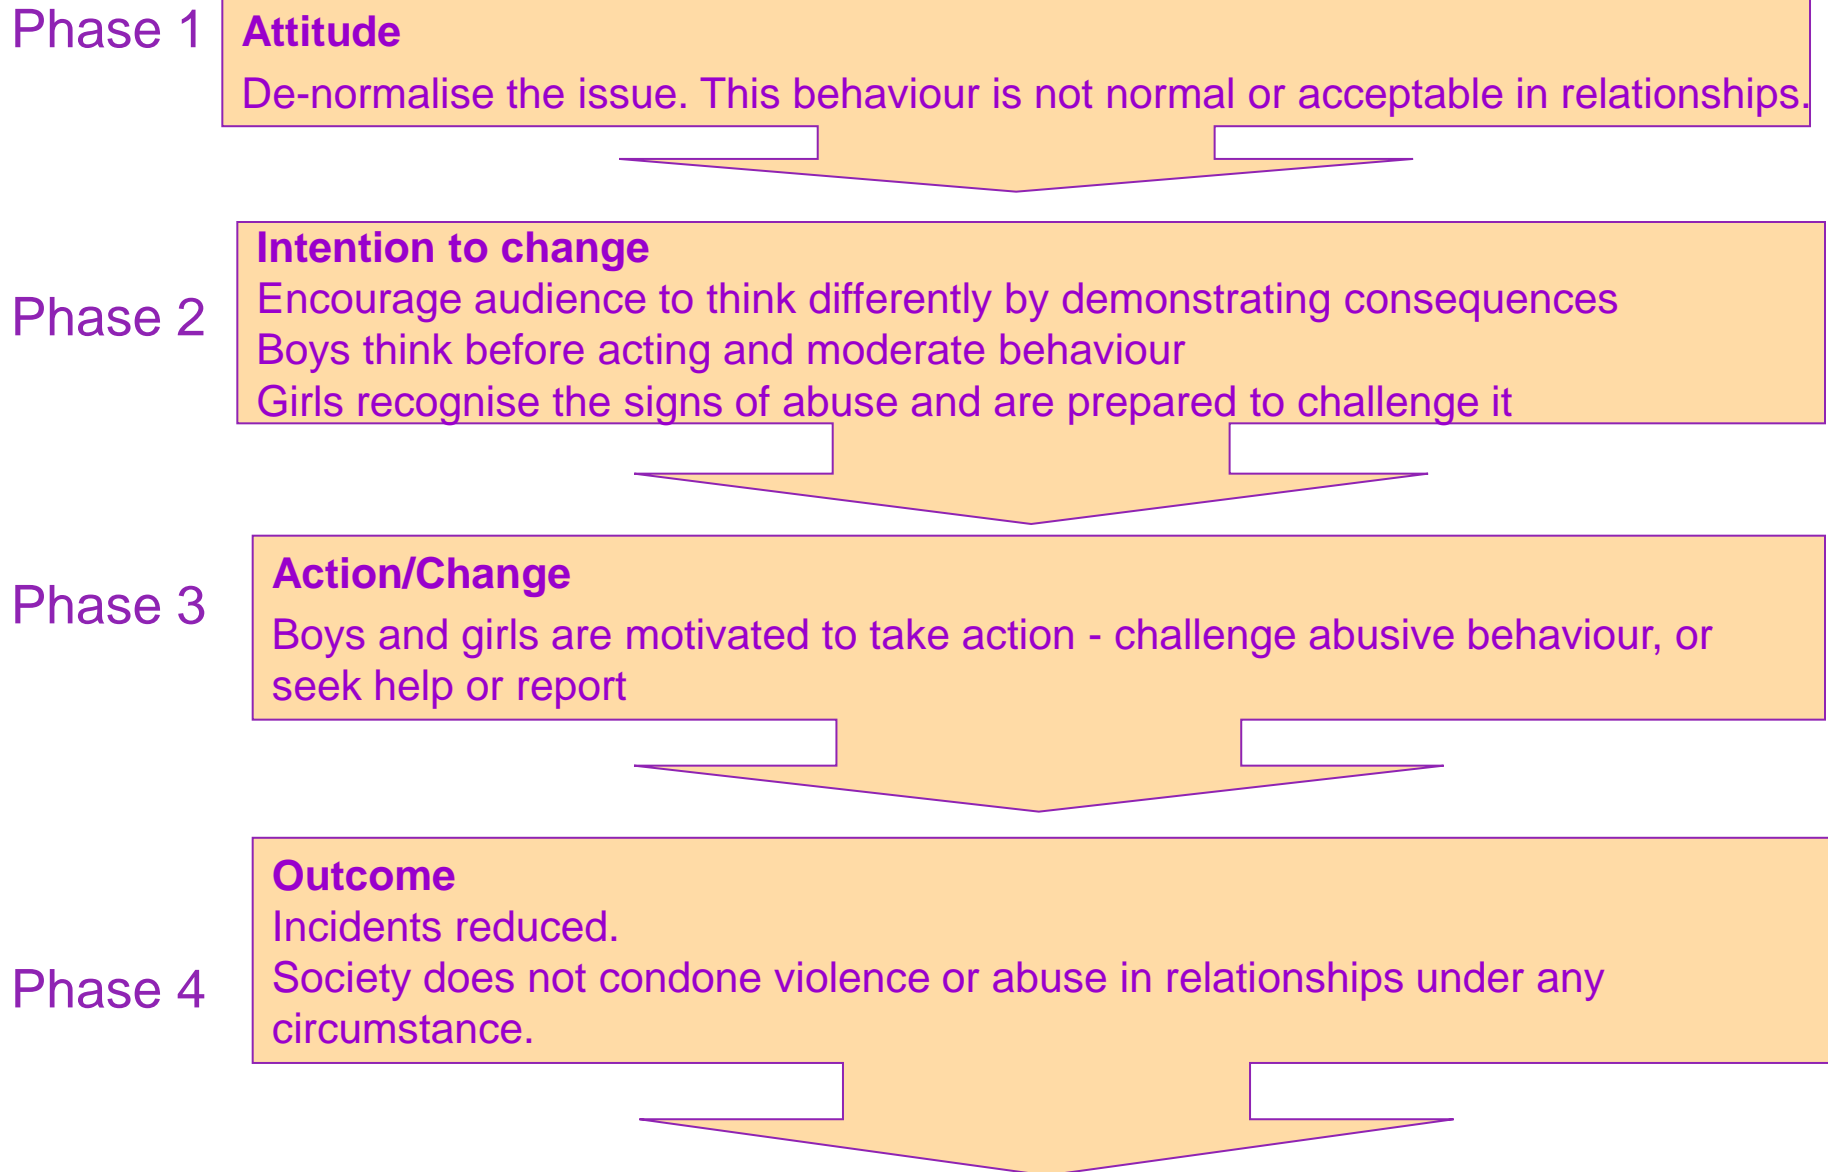 Phase 1
Attitude
De-normalise the issue. This behaviour is not normal or acceptable in relationships.
Phase 2
Intention to change
Encourage audience to think differently by demonstrating consequences
Boys think before acting and moderate behaviour
Girls recognise the signs of abuse and are prepared to challenge it
Phase 3
Action/Change
Boys and girls are motivated to take action - challenge abusive behaviour, or
seek help or report
Phase 4
Outcome
Incidents reduced.
Society does not condone violence or abuse in relationships under any
circumstance.